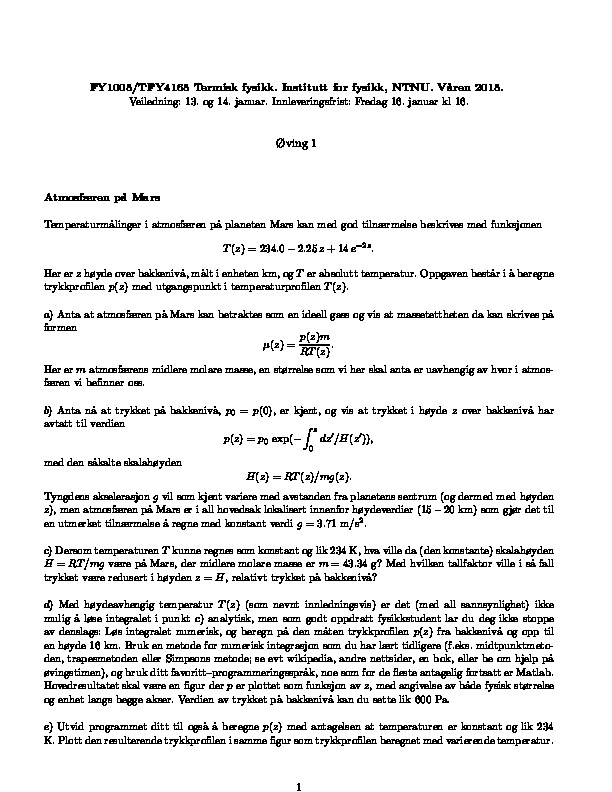 FY1005/TFY4165 Termisk fysikk. Institutt for fysikk, NTNU. Våren 2015.
Veiledning: 13. og 14. januar. Innleveringsfrist: Fredag 16. januar kl 16.
Øving 1
Atmosfæren på Mars
Temperaturmålinger i atmosfæren på planeten Mars kan med god tilnærmelse beskrives med funksjonen
T(z) = 234.0 − 2.25 z + 14 e^{−2z}.
Her er z høyde over bakkenivå, målt i enheten km, og T er absolutt temperatur. Oppgaven består i å beregne
trykkprofilen p(z) med utgangspunkt i temperaturprofilen T(z).
a) Anta at atmosfæren på Mars kan betraktes som en ideell gass og vis at massetettheten da kan skrives på
formen
μ(z) = p(z)m / RT(z).
Her er m atmosfærens midlere molare masse, en størrelse som vi her skal anta er uavhengig av hvor i atmos-
færen vi befinner oss.
b) Anta nå at trykket på bakkenivå, p₀ = p(0), er kjent, og vis at trykket i høyde z over bakkenivå har
avtatt til verdien
p(z) = p₀ exp(− ∫₀ᶻ dz′/H(z′)),
med den såkalte skalahøyden
H(z) = RT(z)/mg(z).
Tyngdens akselerasjon g vil som kjent variere med avstanden fra planetens sentrum (og dermed med høyden
z), men atmosfæren på Mars er i all hovedsak lokalisert innenfor høydeverdier (15 – 20 km) som gjør det til
en utmerket tilnærmelse å regne med konstant verdi g = 3.71 m/s².
c) Dersom temperaturen T kunne regnes som konstant og lik 234 K, hva ville da (den konstante) skalahøyden
H = RT/mg være på Mars, der midlere molare masse er m = 43.34 g? Med hvilken tallfaktor ville i så fall
trykket være redusert i høyden z = H, relativt trykket på bakkenivå?
d) Med høydeavhengig temperatur T(z) (som nevnt innledningsvis) er det (med all sannsynlighet) ikke
mulig å løse integralet i punkt c) analytisk, men som godt oppdratt fysikkstudent lar du deg ikke stoppe
av denslags: Løs integralet numerisk, og beregn på den måten trykkprofilen p(z) fra bakkenivå og opp til
en høyde 16 km. Bruk en metode for numerisk integrasjon som du har lært tidligere (f.eks. midtpunktmeto-
den, trapesmetoden eller Simpsons metode; se evt wikipedia, andre nettsider, en bok, eller be om hjelp på
øvingstimen), og bruk ditt favoritt–programmeringsspråk, noe som for de fleste antagelig fortsatt er Matlab.
Hovedresultatet skal være en figur der p er plottet som funksjon av z, med angivelse av både fysisk størrelse
og enhet langs begge akser. Verdien av trykket på bakkenivå kan du sette lik 600 Pa.
e) Utvid programmet ditt til også å beregne p(z) med antagelsen at temperaturen er konstant og lik 234
K. Plott den resulterende trykkprofilen i samme figur som trykkprofilen beregnet med varierende temperatur.
1